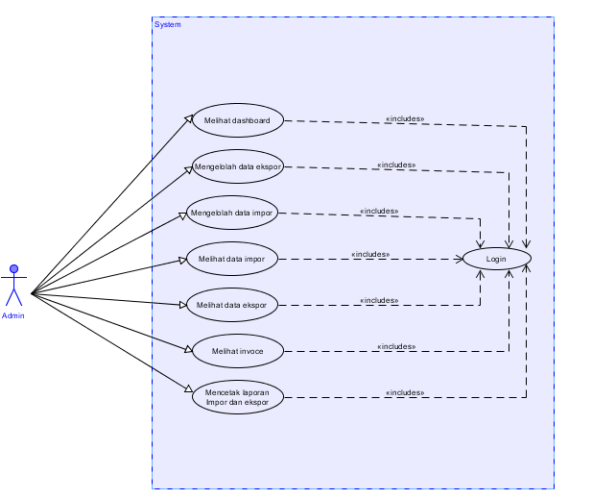 System
Melihat dashboard
«includes»
Mengelolah data ekspor
«includes»
Mengelolah data impor
«includes»
Melihat data impor
«includes»
Login
Melihat data ekspor
«includes»
Admin
Melihat invoce
«includes»
Mencetak laporan
Impor dan ekspor
«includes»